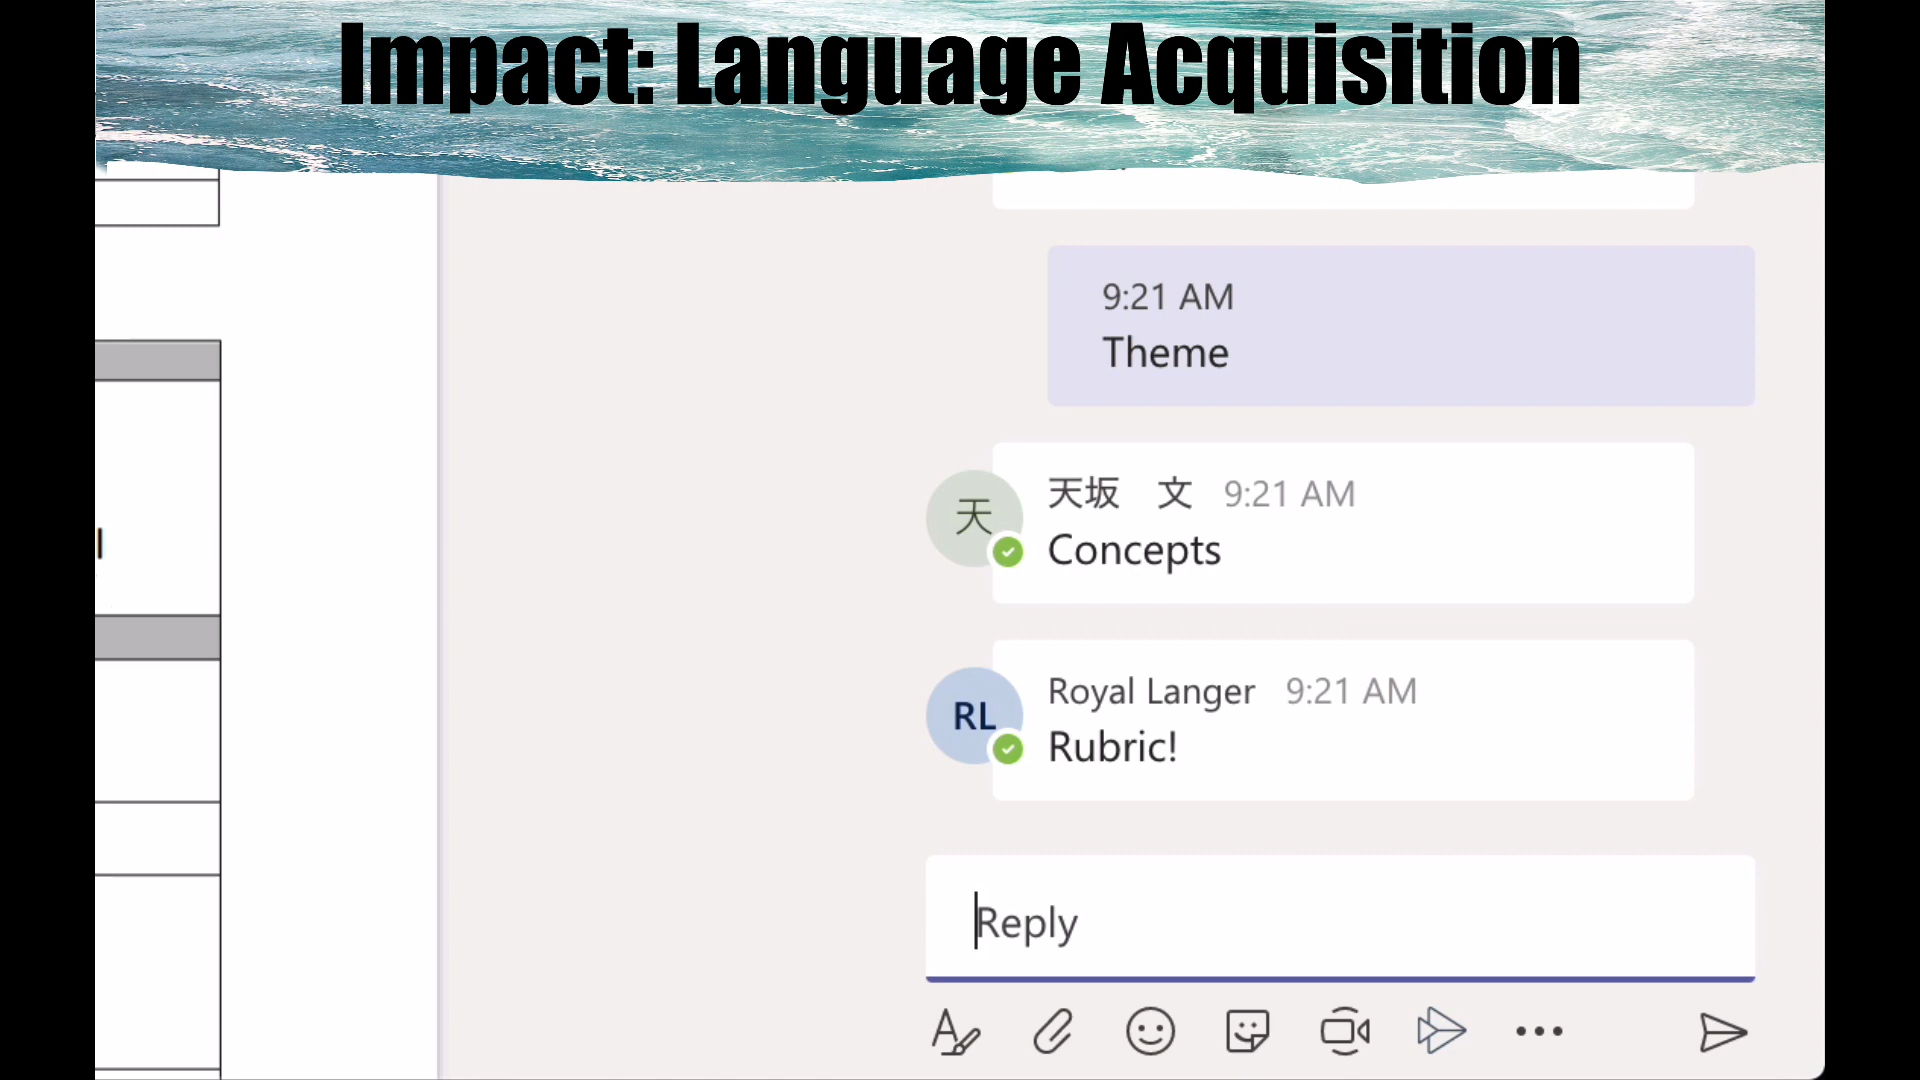 Impact: Language Acquisition
9:21 AM
Theme
天
天坂　文 9:21 AM
Concepts
RL
Royal Langer 9:21 AM
Rubric!
Reply